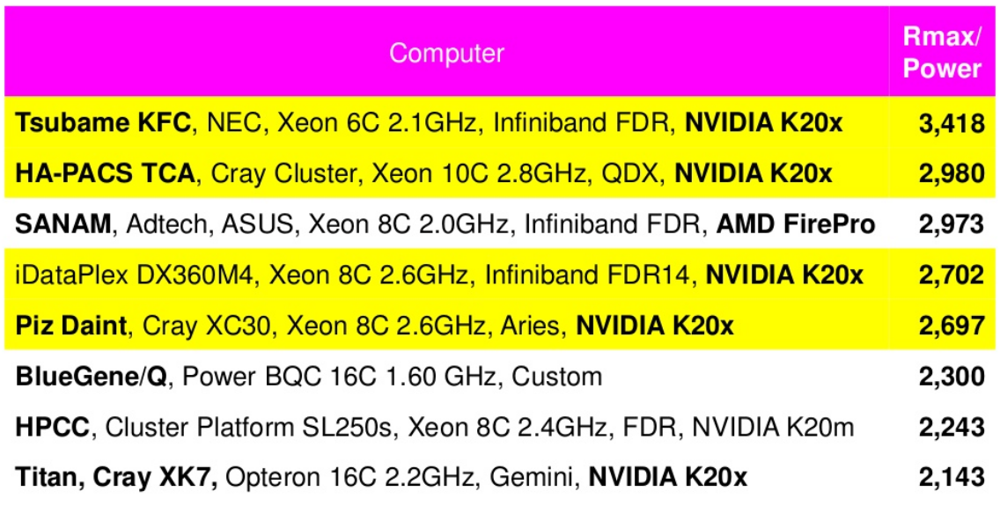 Computer
Rmax/
Power
Tsubame KFC, NEC, Xeon 6C 2.1GHz, Infiniband FDR, NVIDIA K20x 3,418
HA-PACS TCA, Cray Cluster, Xeon 10C 2.8GHz, QDX, NVIDIA K20x 2,980
SANAM, Adtech, ASUS, Xeon 8C 2.0GHz, Infiniband FDR, AMD FirePro 2,973
iDataPlex DX360M4, Xeon 8C 2.6GHz, Infiniband FDR14, NVIDIA K20x 2,702
Piz Daint, Cray XC30, Xeon 8C 2.6GHz, Aries, NVIDIA K20x 2,697
BlueGene/Q, Power BQC 16C 1.60 GHz, Custom 2,300
HPCC, Cluster Platform SL250s, Xeon 8C 2.4GHz, FDR, NVIDIA K20m 2,243
Titan, Cray XK7, Opteron 16C 2.2GHz, Gemini, NVIDIA K20x 2,143